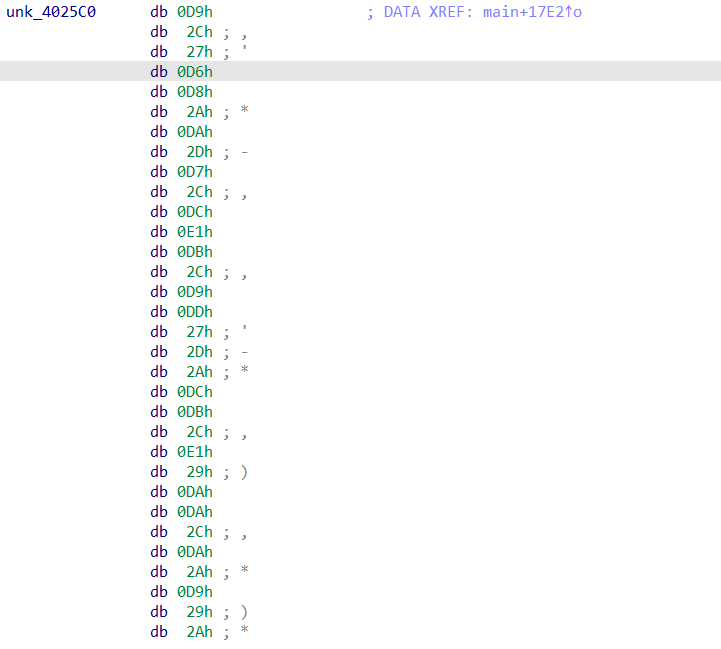 unk_4025C0 db 0D9h ; DATA XREF: main+17E2↑o
db 2Ch ; ,
db 27h ; '
db 0D6h
db 0D8h
db 2Ah ; *
db 0DAh
db 2Dh ; -
db 0D7h
db 2Ch ; ,
db 0DCh
db 0E1h
db 0DBh
db 2Ch ; ,
db 0D9h
db 0DDh
db 27h ; '
db 2Dh ; -
db 2Ah ; *
db 0DCh
db 0DBh
db 2Ch ; ,
db 0E1h
db 29h ; )
db 0DAh
db 0DAh
db 2Ch ; ,
db 0DAh
db 2Ah ; *
db 0D9h
db 29h ; )
db 2Ah ; *